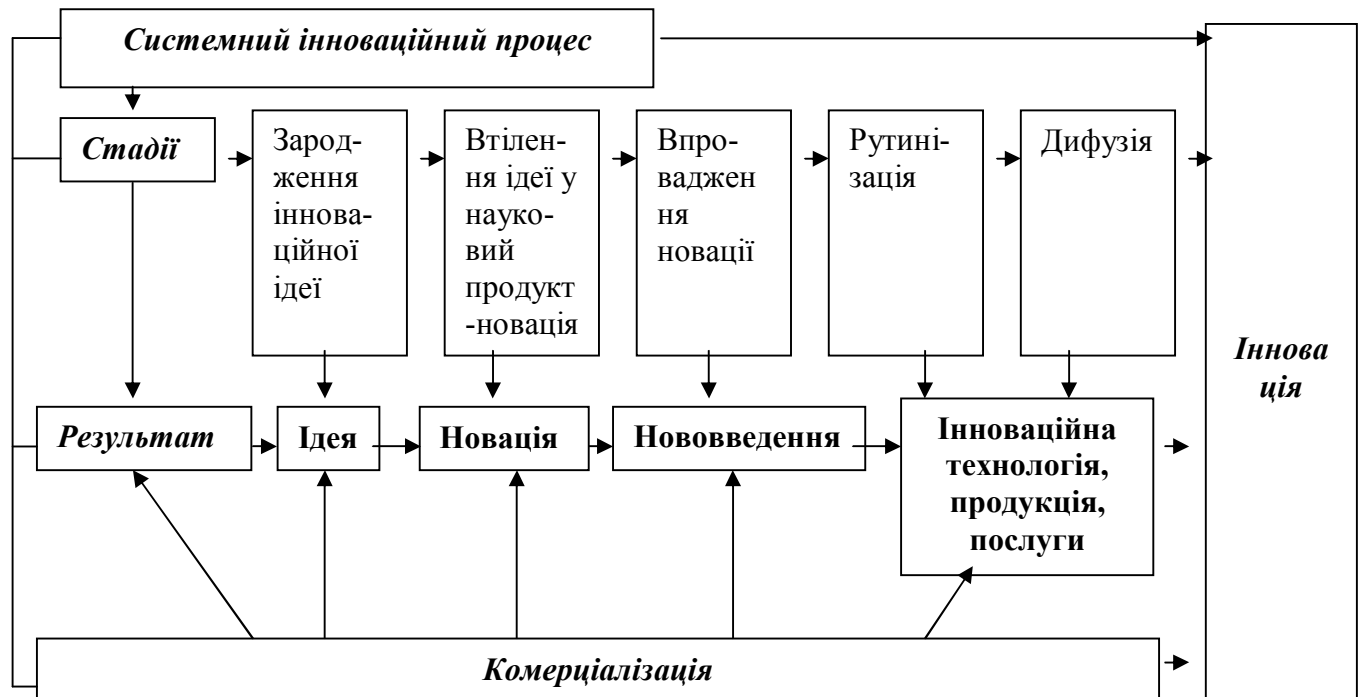 Системний інноваційний процес
Стадії
Зарод-
ження
іннова-
ційної
ідеї
Втілен-
ня ідеї у
науко-
вий
продукт
-новація
Впро-
ваджен
ня
новації
Рутині-
зація
Дифузія
Іннова
ція
Результат
Ідея
Новація
Нововведення
Інноваційна
технологія,
продукція,
послуги
Комерціалізація